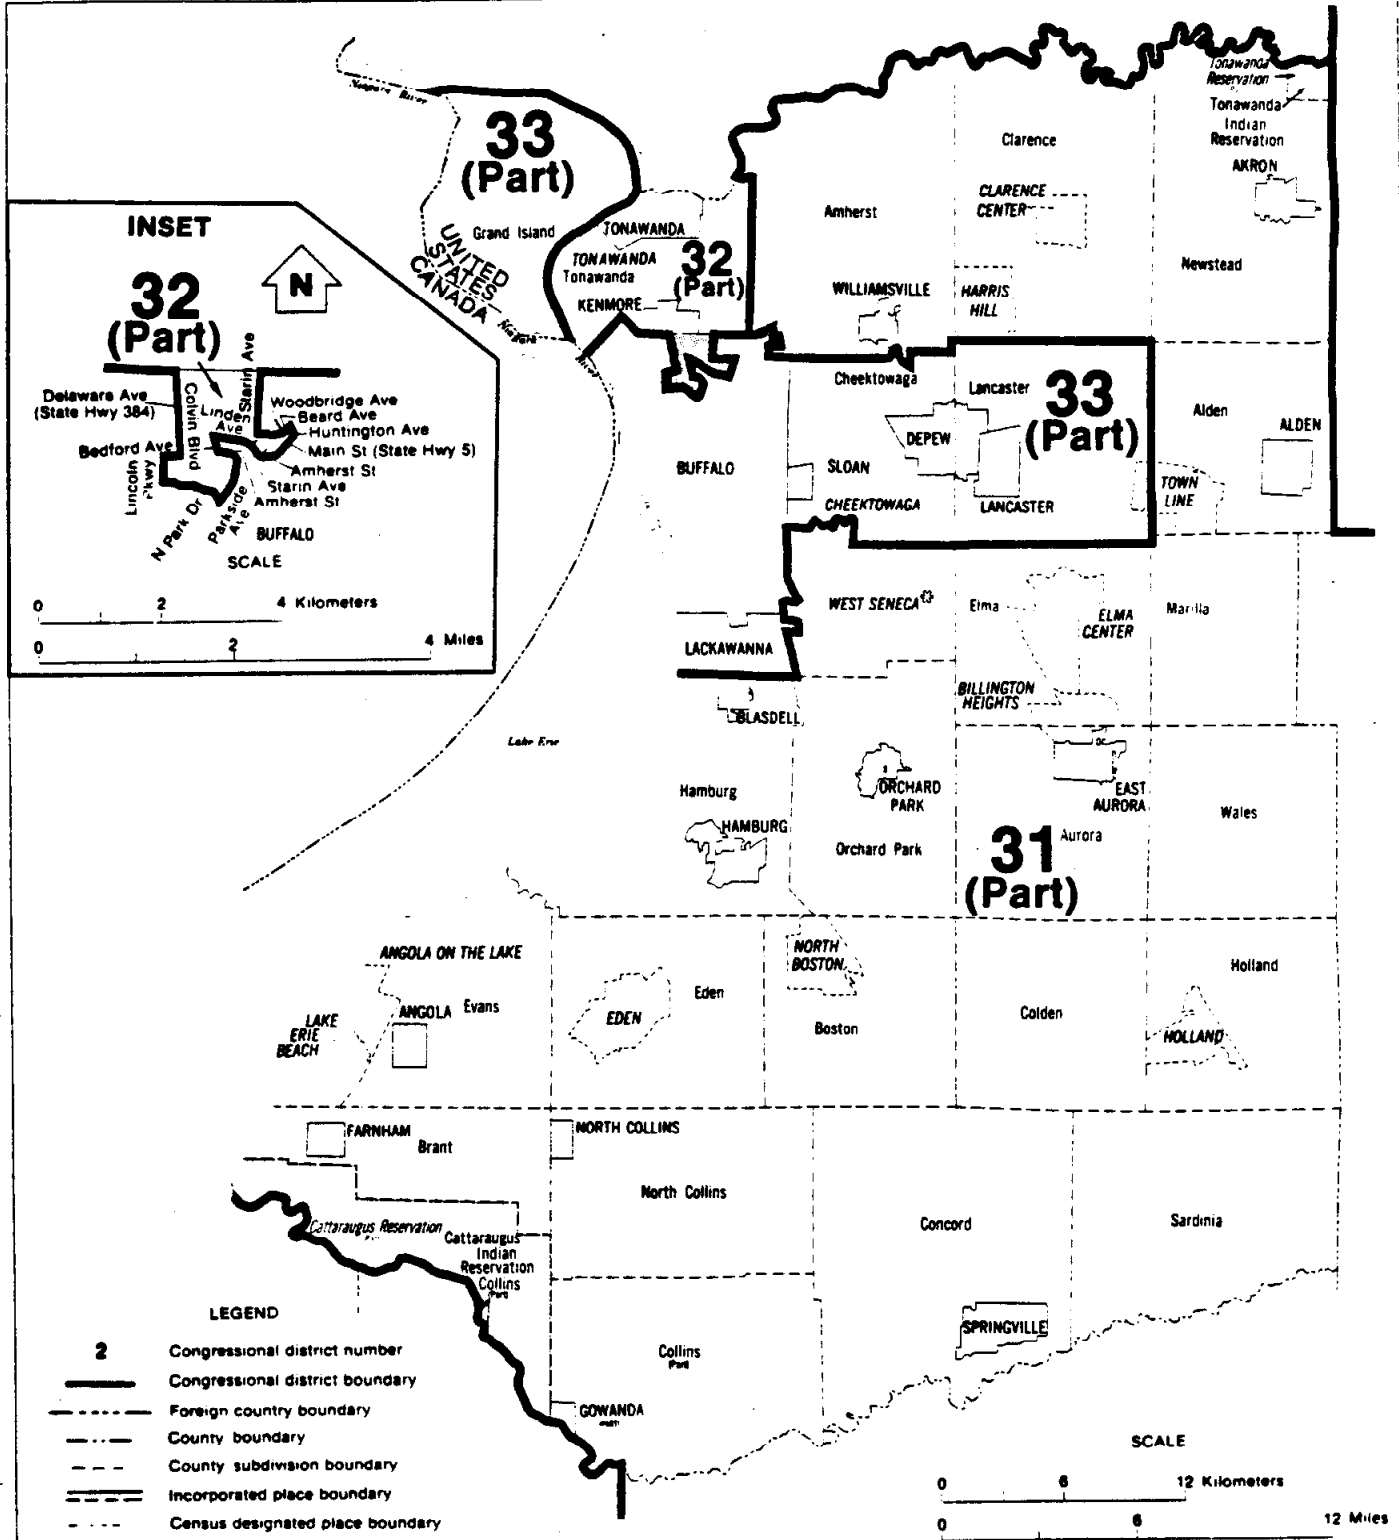 Niagara River
33
(Part)
Grand Island
UNITED
STATES
CANADA
Niagara
River
TONAWANDA
TONAWANDA
Tonawanda
KENMORE
32
(Part)
Tonawanda
Reservation
Tonawanda
Indian
Reservation
AKRON
Clarence
CLARENCE
CENTER
Amherst
Newstead
WILLIAMSVILLE
HARRIS
HILL
INSET
N
32
(Part)
Delaware Ave
(State Hwy 384)
Colvin Blvd
Linden
Ave
Starin Ave
Woodbridge Ave
Beard Ave
Huntington Ave
Main St (State Hwy 5)
Bedford Ave
Amherst St
Starin Ave
Amherst St
Lincoln
Pkwy
N Park Dr
Parkside
Ave
BUFFALO
SCALE
0 2 4 Kilometers
0 2 4 Miles
Cheektowaga
Lancaster
33
(Part)
Alden
ALDEN
DEPEW
BUFFALO
SLOAN
CHEEKTOWAGA
LANCASTER
TOWN
LINE
WEST SENECA
Elma
ELMA
CENTER
Marilla
LACKAWANNA
BILLINGTON
HEIGHTS
BLASDELL
Lake Erie
Hamburg
HAMBURG
ORCHARD
PARK
Orchard Park
EAST
AURORA
Wales
31
(Part)
Aurora
ANGOLA ON THE LAKE
NORTH
BOSTON
Holland
ANGOLA
Evans
LAKE
ERIE
BEACH
EDEN
Eden
Boston
Colden
HOLLAND
FARNHAM
Brant
NORTH COLLINS
North Collins
Concord
Sardinia
Cattaraugus Reservation
Cattaraugus
Indian
Reservation
Collins
(Part)
SPRINGVILLE
Collins
(Part)
GOWANDA
(Part)
LEGEND
2 Congressional district number
Congressional district boundary
Foreign country boundary
County boundary
County subdivision boundary
Incorporated place boundary
Census designated place boundary
SCALE
0 6 12 Kilometers
0 6 12 Miles